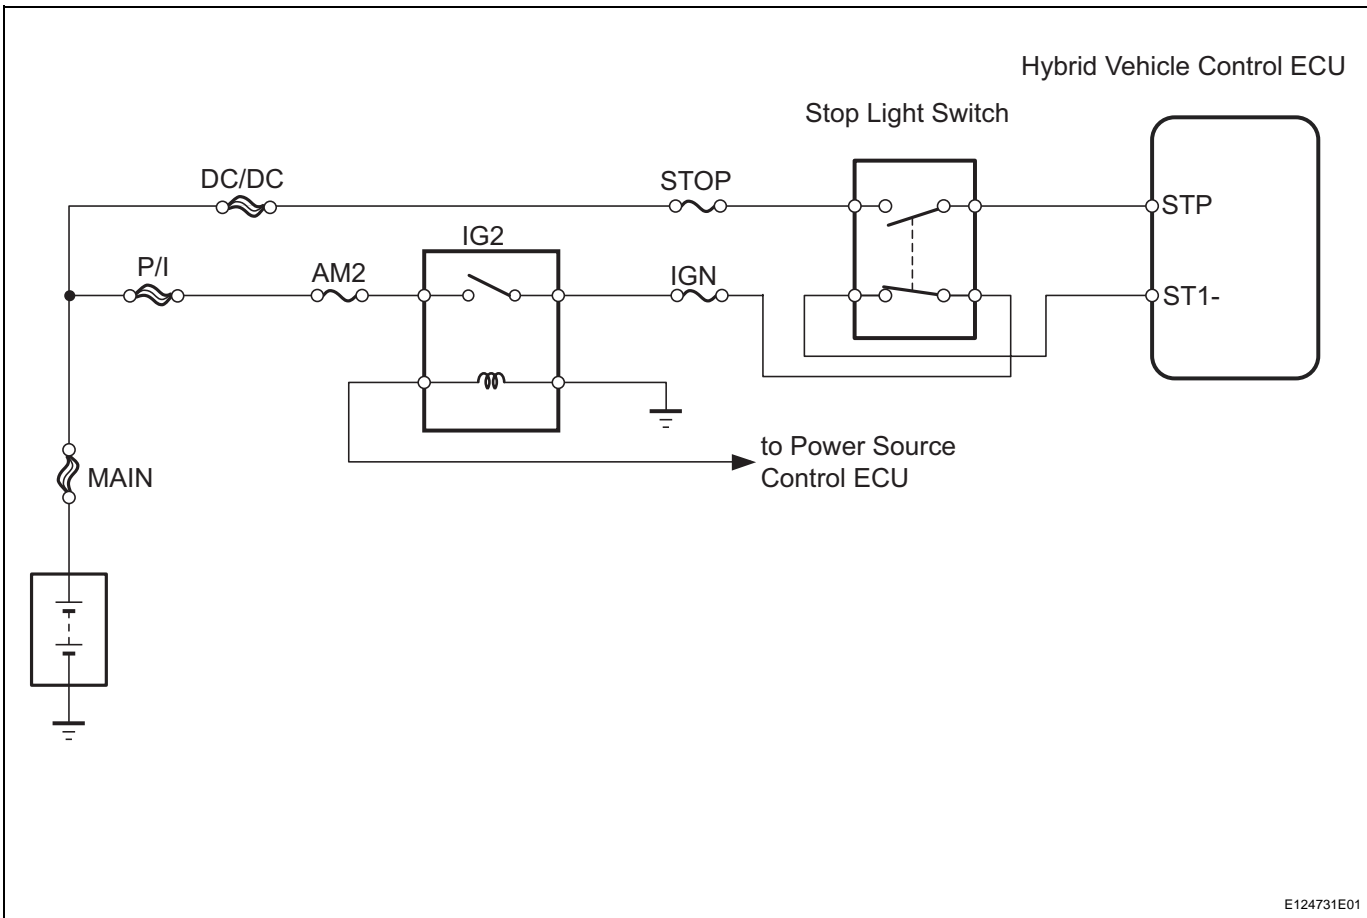 Hybrid Vehicle Control ECU
Stop Light Switch
DC/DC
STOP
STP
IG2
P/I
AM2
IGN
ST1-
to Power Source
Control ECU
MAIN
E124731E01